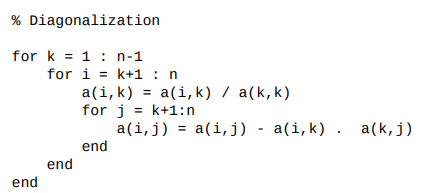 % Diagonalization
for k = 1 : n-1
for i = k+1 : n
a(i,k) = a(i,k) / a(k,k)
for j = k+1:n
a(i,j) = a(i,j) - a(i,k) . a(k,j)
end
end
end